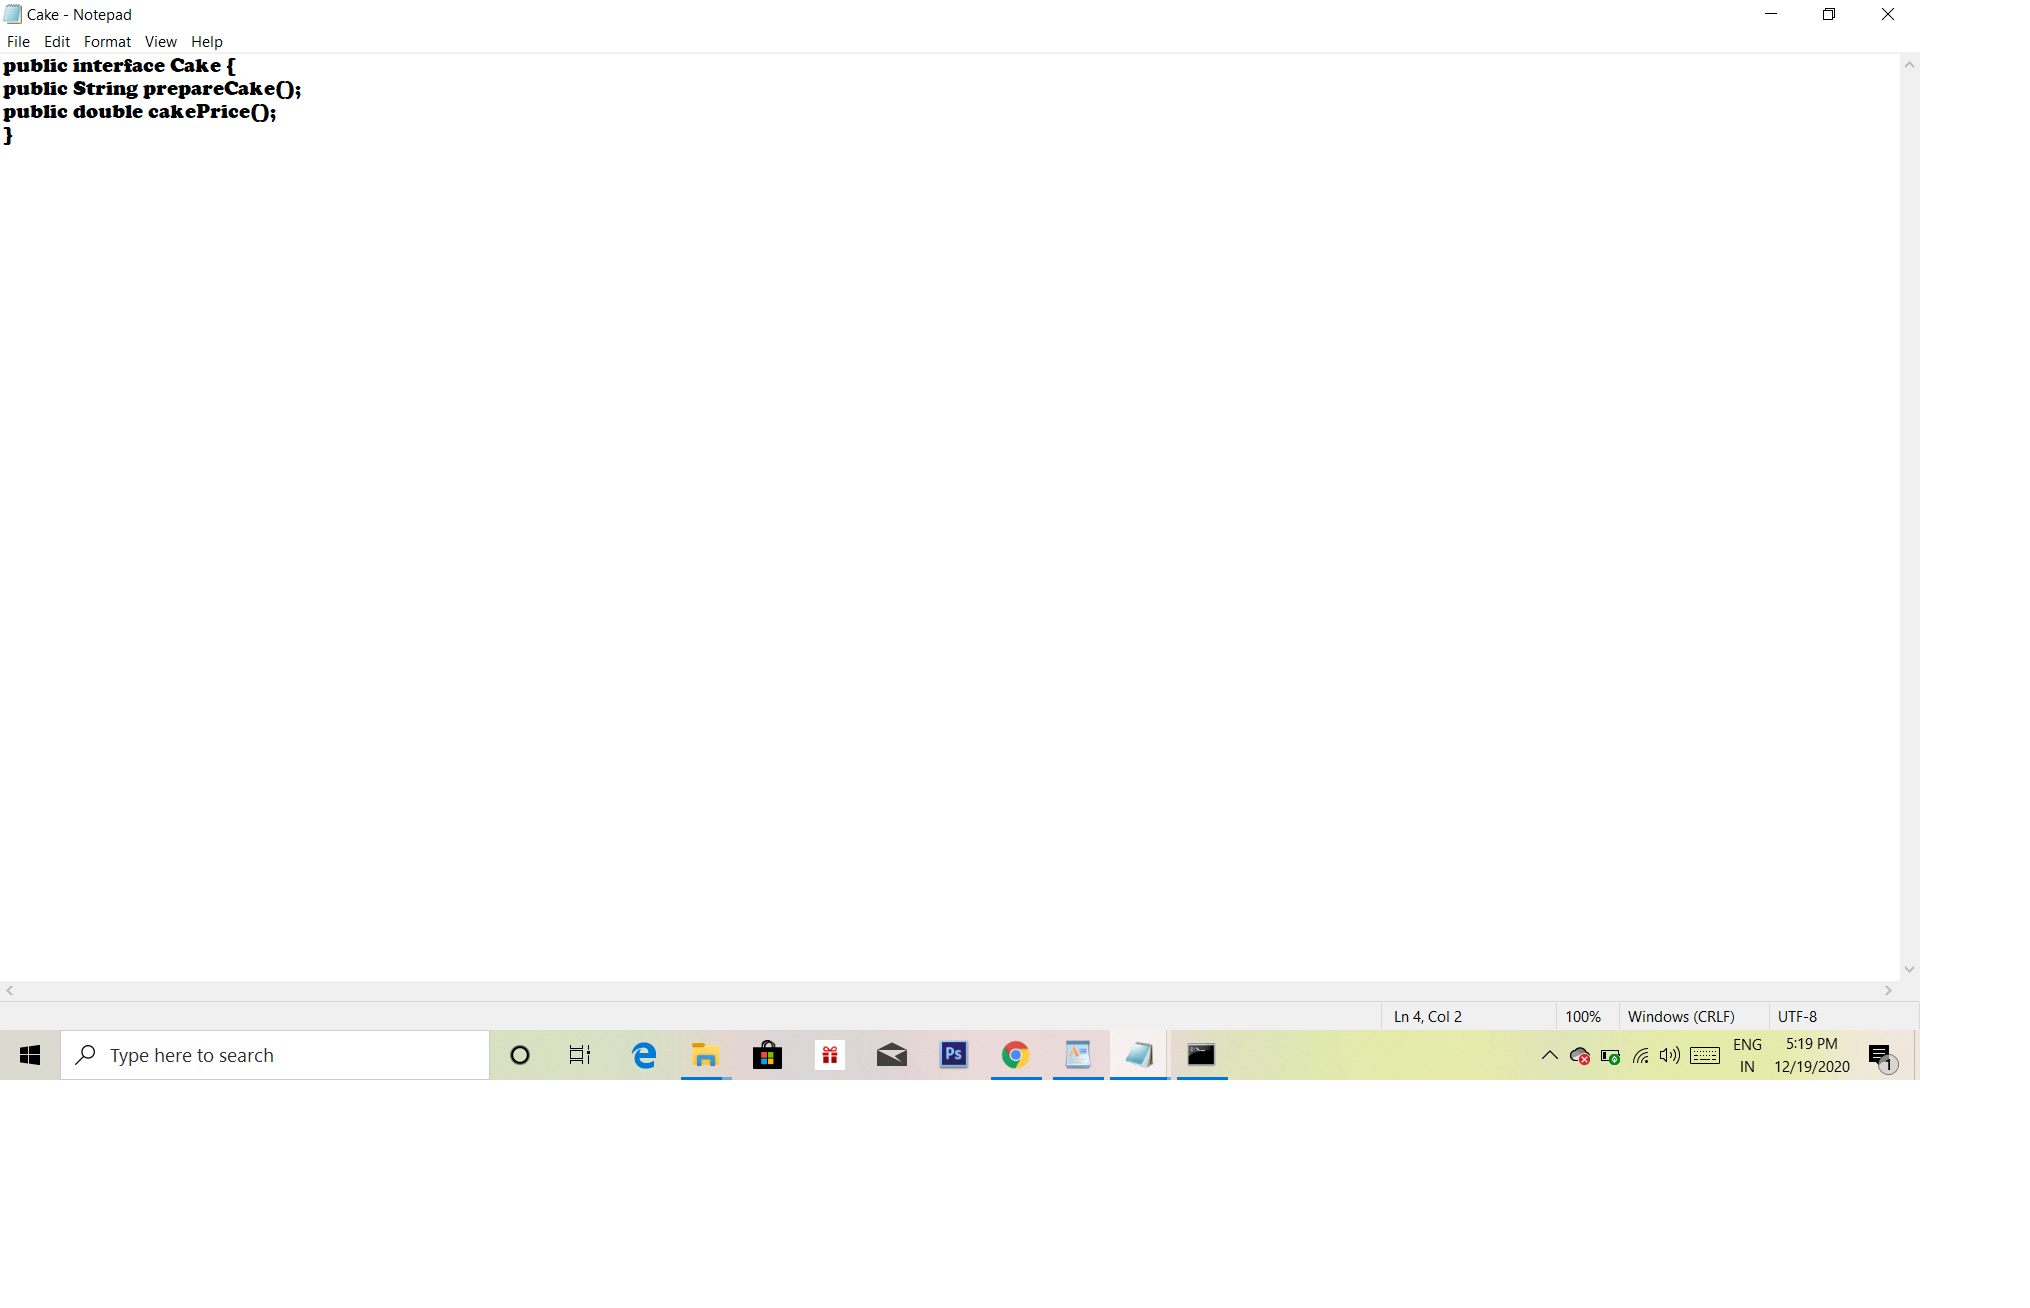 Cake - Notepad
File Edit Format View Help
public interface Cake {
public String prepareCake();
public double cakePrice();
}
Ln 4, Col 2 100% Windows (CRLF) UTF-8
Type here to search
Ps
ENG
IN
5:19 PM
12/19/2020
1